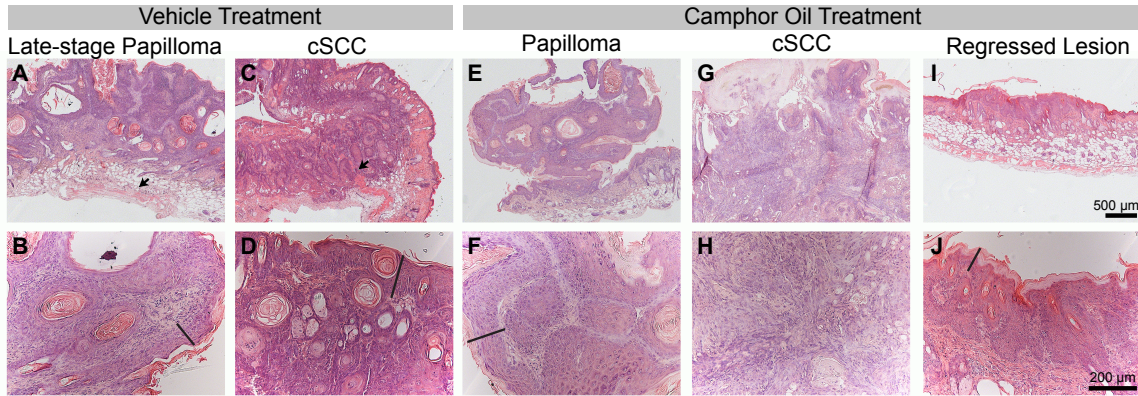 Vehicle Treatment
Camphor Oil Treatment
Late-stage Papilloma
cSCC
Papilloma
cSCC
Regressed Lesion
A
C
E
G
I
500 µm
B
D
F
H
J
200 µm